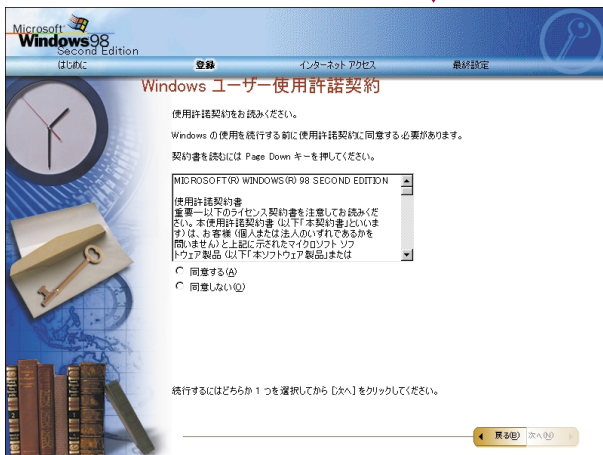 Microsoft
Windows98
Second Edition
はじめに 登録 インターネット アクセス 最終設定
Windows ユーザー使用許諾契約
使用許諾契約をお読みください。
Windows の使用を続行する前に使用許諾契約に同意する必要があります。
契約書を読むには Page Down キーを押してください。
MICROSOFT(R) WINDOWS(R) 98 SECOND EDITION
使用許諾契約書
重要－以下のライセンス契約書を注意してお読みくだ
さい。本使用許諾契約書 (以下「本契約書」といいま
す) は、お客様 (個人または法人のいずれであるかを
問いません) と上記に示されたマイクロソフト ソフ
トウェア製品 (以下「本ソフトウェア製品」または
同意する(A)
同意しない(O)
続行するにはどちらか 1 つを選択してから [次へ] をクリックしてください。
戻る(B) 次へ(N)